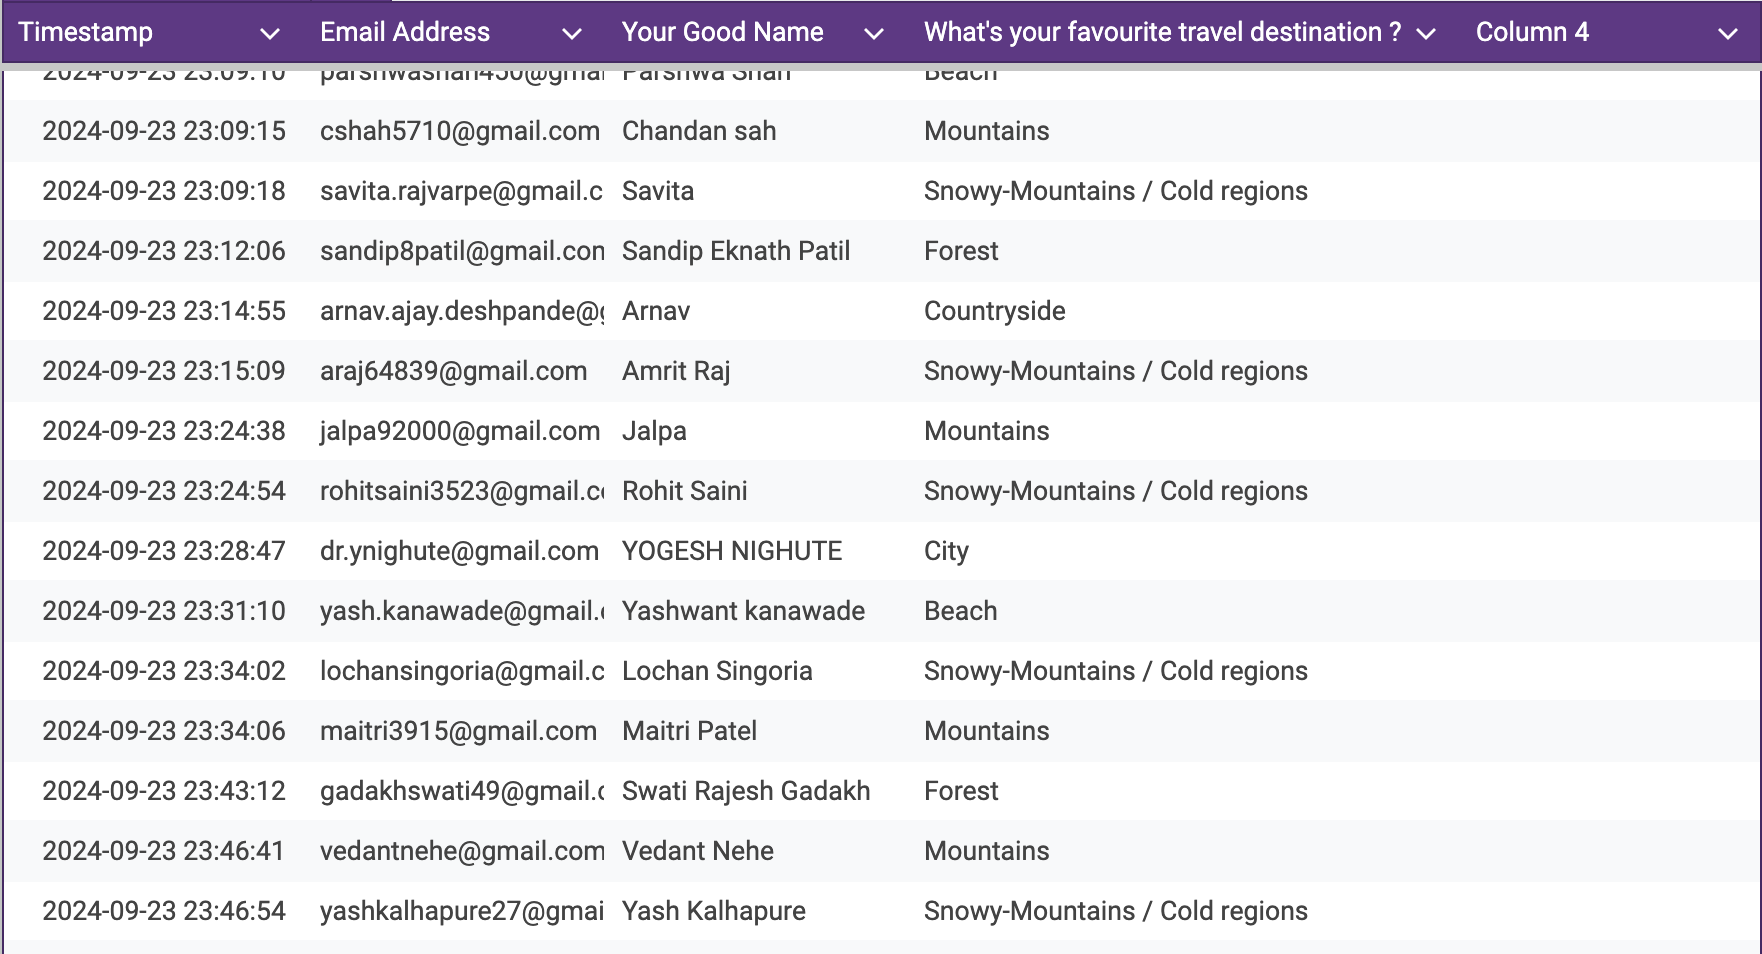 Timestamp Email Address Your Good Name What's your favourite travel destination ? Column 4
2024-09-23 23:09:10 Parshwa Shah Beach
2024-09-23 23:09:15 cshah5710@gmail.com Chandan sah Mountains
2024-09-23 23:09:18 savita.rajvarpe@gmail.c Savita Snowy-Mountains / Cold regions
2024-09-23 23:12:06 sandip8patil@gmail.con Sandip Eknath Patil Forest
2024-09-23 23:14:55 arnav.ajay.deshpande@ Arnav Countryside
2024-09-23 23:15:09 araj64839@gmail.com Amrit Raj Snowy-Mountains / Cold regions
2024-09-23 23:24:38 jalpa92000@gmail.com Jalpa Mountains
2024-09-23 23:24:54 rohitsaini3523@gmail.c Rohit Saini Snowy-Mountains / Cold regions
2024-09-23 23:28:47 dr.ynighute@gmail.com YOGESH NIGHUTE City
2024-09-23 23:31:10 yash.kanawade@gmail. Yashwant kanawade Beach
2024-09-23 23:34:02 lochansingoria@gmail.c Lochan Singoria Snowy-Mountains / Cold regions
2024-09-23 23:34:06 maitri3915@gmail.com Maitri Patel Mountains
2024-09-23 23:43:12 gadakhswati49@gmail. Swati Rajesh Gadakh Forest
2024-09-23 23:46:41 vedantnehe@gmail.com Vedant Nehe Mountains
2024-09-23 23:46:54 yashkalhapure27@gmai Yash Kalhapure Snowy-Mountains / Cold regions